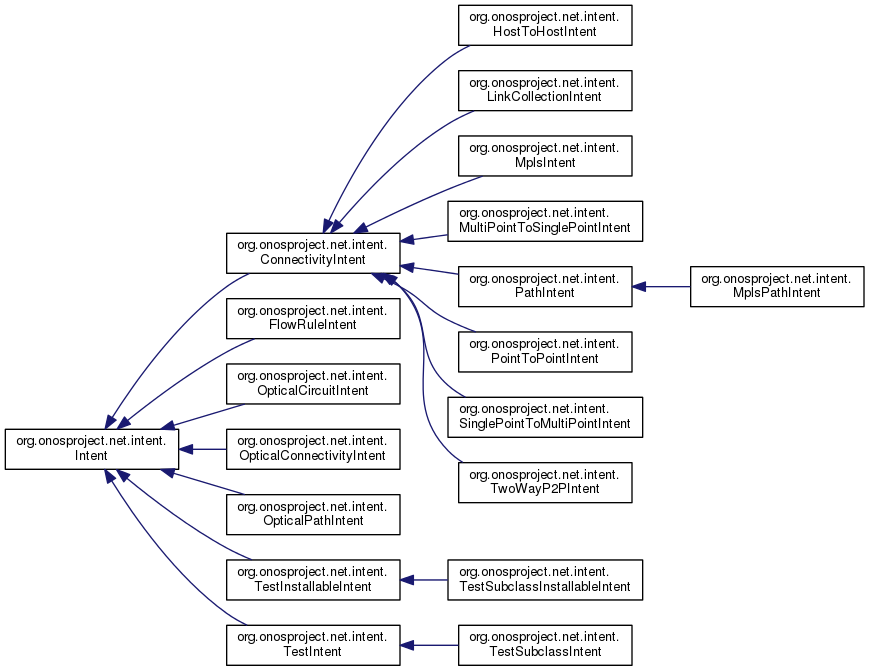 org.onosproject.net.intent.
HostToHostIntent
org.onosproject.net.intent.
LinkCollectionIntent
org.onosproject.net.intent.
MplsIntent
org.onosproject.net.intent.
MultiPointToSinglePointIntent
org.onosproject.net.intent.
ConnectivityIntent
org.onosproject.net.intent.
PathIntent
org.onosproject.net.intent.
MplsPathIntent
org.onosproject.net.intent.
FlowRuleIntent
org.onosproject.net.intent.
PointToPointIntent
org.onosproject.net.intent.
OpticalCircuitIntent
org.onosproject.net.intent.
SinglePointToMultiPointIntent
org.onosproject.net.intent.
Intent
org.onosproject.net.intent.
OpticalConnectivityIntent
org.onosproject.net.intent.
TwoWayP2PIntent
org.onosproject.net.intent.
OpticalPathIntent
org.onosproject.net.intent.
TestInstallableIntent
org.onosproject.net.intent.
TestSubclassInstallableIntent
org.onosproject.net.intent.
TestIntent
org.onosproject.net.intent.
TestSubclassIntent